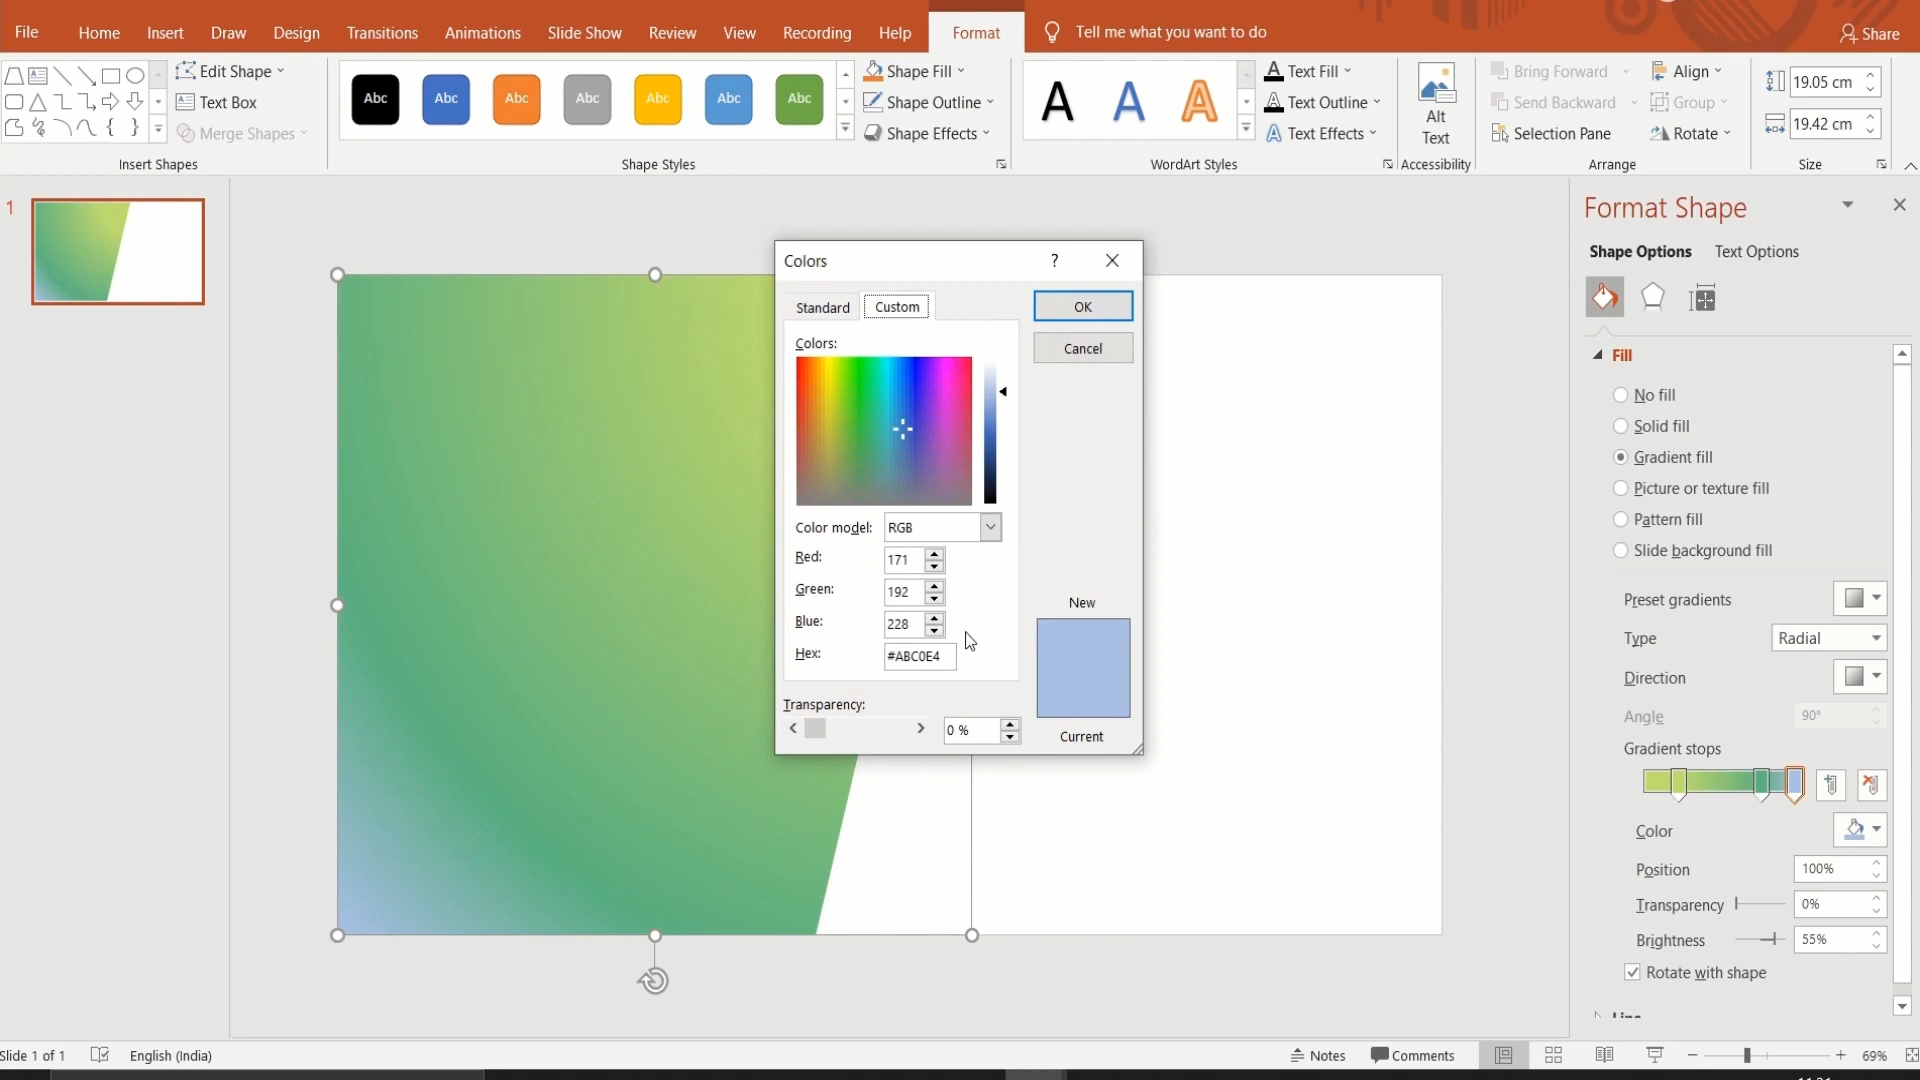 File Home Insert Draw Design Transitions Animations Slide Show Review View Recording Help Format Tell me what you want to do Share
Edit Shape
Text Box
Merge Shapes
Insert Shapes
Abc Abc Abc Abc Abc Abc Abc
Shape Fill
Shape Outline
Shape Effects
Shape Styles
A A A
Text Fill
Text Outline
Text Effects
WordArt Styles
Alt
Text
Accessibility
Bring Forward
Send Backward
Selection Pane
Align
Group
Rotate
Arrange
19.05 cm
19.42 cm
Size
1
Colors
?
Standard Custom
OK
Cancel
Colors:
Color model: RGB
Red: 171
Green: 192
Blue: 228
Hex: #ABC0E4
Transparency:
0 %
New
Current
Format Shape
Shape Options Text Options
Fill
No fill
Solid fill
Gradient fill
Picture or texture fill
Pattern fill
Slide background fill
Preset gradients
Type Radial
Direction
Angle 90°
Gradient stops
Color
Position 100%
Transparency 0%
Brightness 55%
Rotate with shape
Line
Slide 1 of 1 English (India) Notes Comments 69%